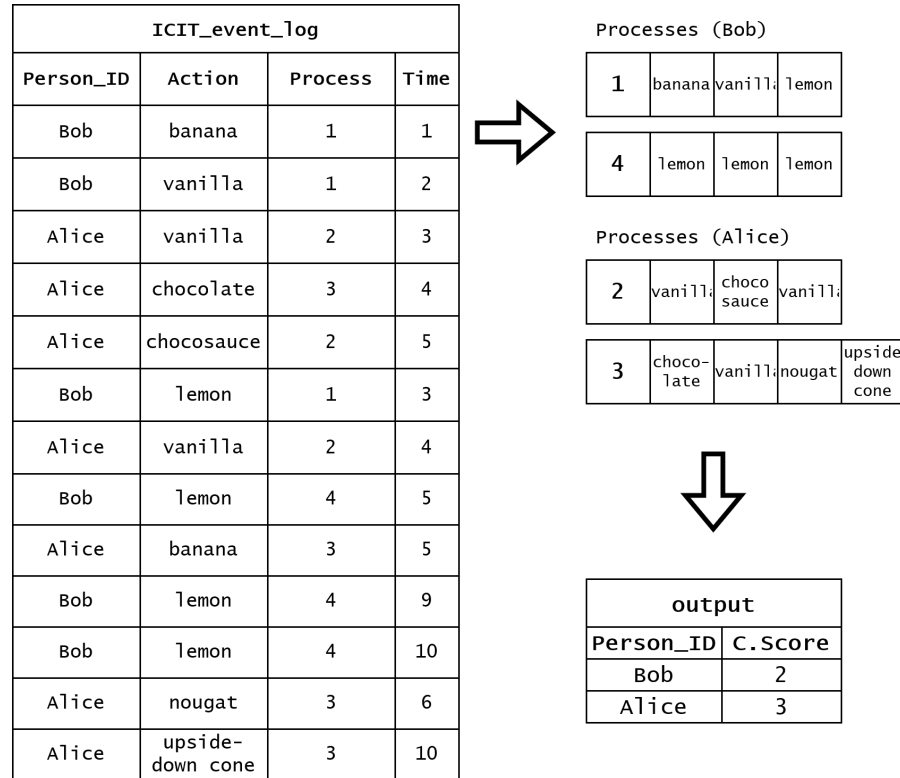 ICIT_event_log
Person_ID Action Process Time
Bob banana 1 1
Bob vanilla 1 2
Alice vanilla 2 3
Alice chocolate 3 4
Alice chocosauce 2 5
Bob lemon 1 3
Alice vanilla 2 4
Bob lemon 4 5
Alice banana 3 5
Bob lemon 4 9
Bob lemon 4 10
Alice nougat 3 6
Alice upside-
down cone 3 10
Processes (Bob)
1 banana vanilla lemon
4 lemon lemon lemon
Processes (Alice)
2 vanilla choco
sauce vanilla
3 choco-
late vanilla nougat upside
down
cone
output
Person_ID C.Score
Bob 2
Alice 3